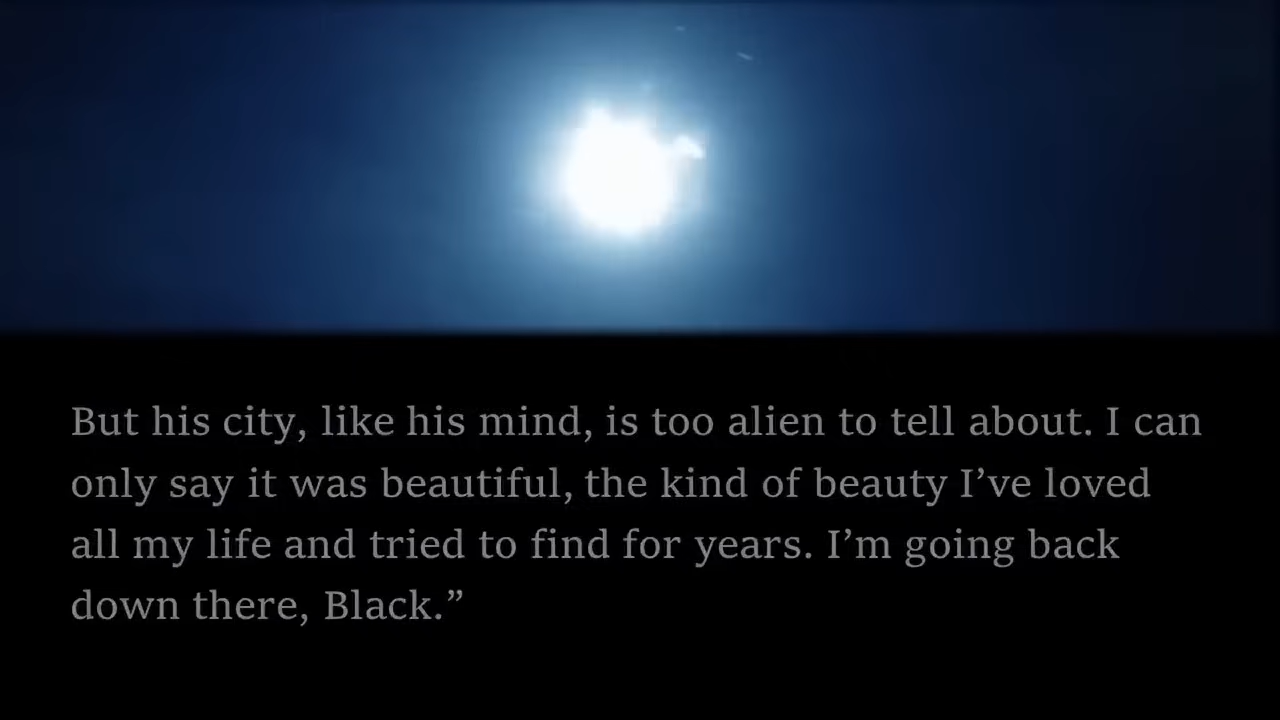 But his city, like his mind, is too alien to tell about. I can
only say it was beautiful, the kind of beauty I’ve loved
all my life and tried to find for years. I’m going back
down there, Black.”